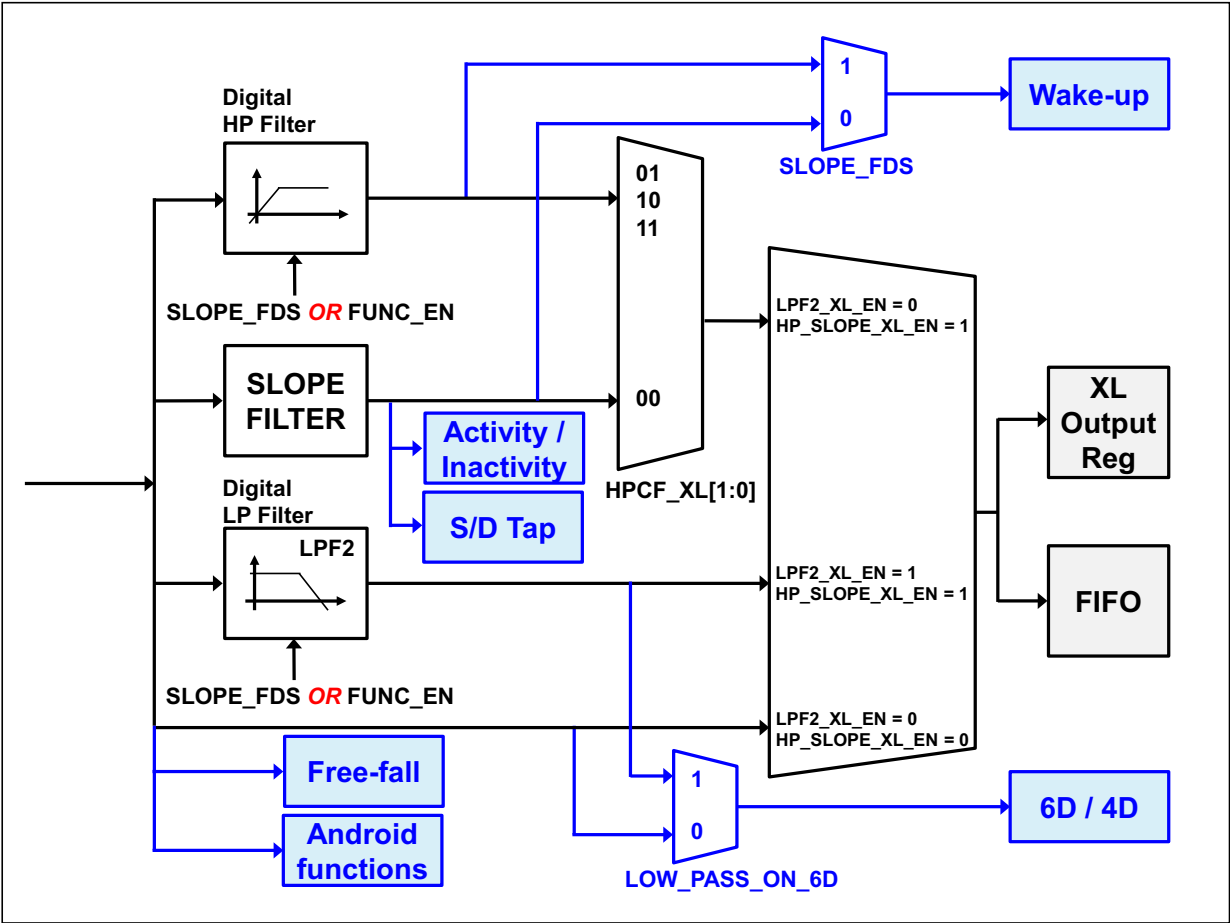 Digital
HP Filter
SLOPE_FDS OR FUNC_EN
1
0
SLOPE_FDS
Wake-up
01
10
11
00
HPCF_XL[1:0]
SLOPE
FILTER
Activity /
Inactivity
S/D Tap
Digital
LP Filter
LPF2
SLOPE_FDS OR FUNC_EN
LPF2_XL_EN = 0
HP_SLOPE_XL_EN = 1
LPF2_XL_EN = 1
HP_SLOPE_XL_EN = 1
LPF2_XL_EN = 0
HP_SLOPE_XL_EN = 0
XL
Output
Reg
FIFO
Free-fall
Android
functions
1
0
LOW_PASS_ON_6D
6D / 4D